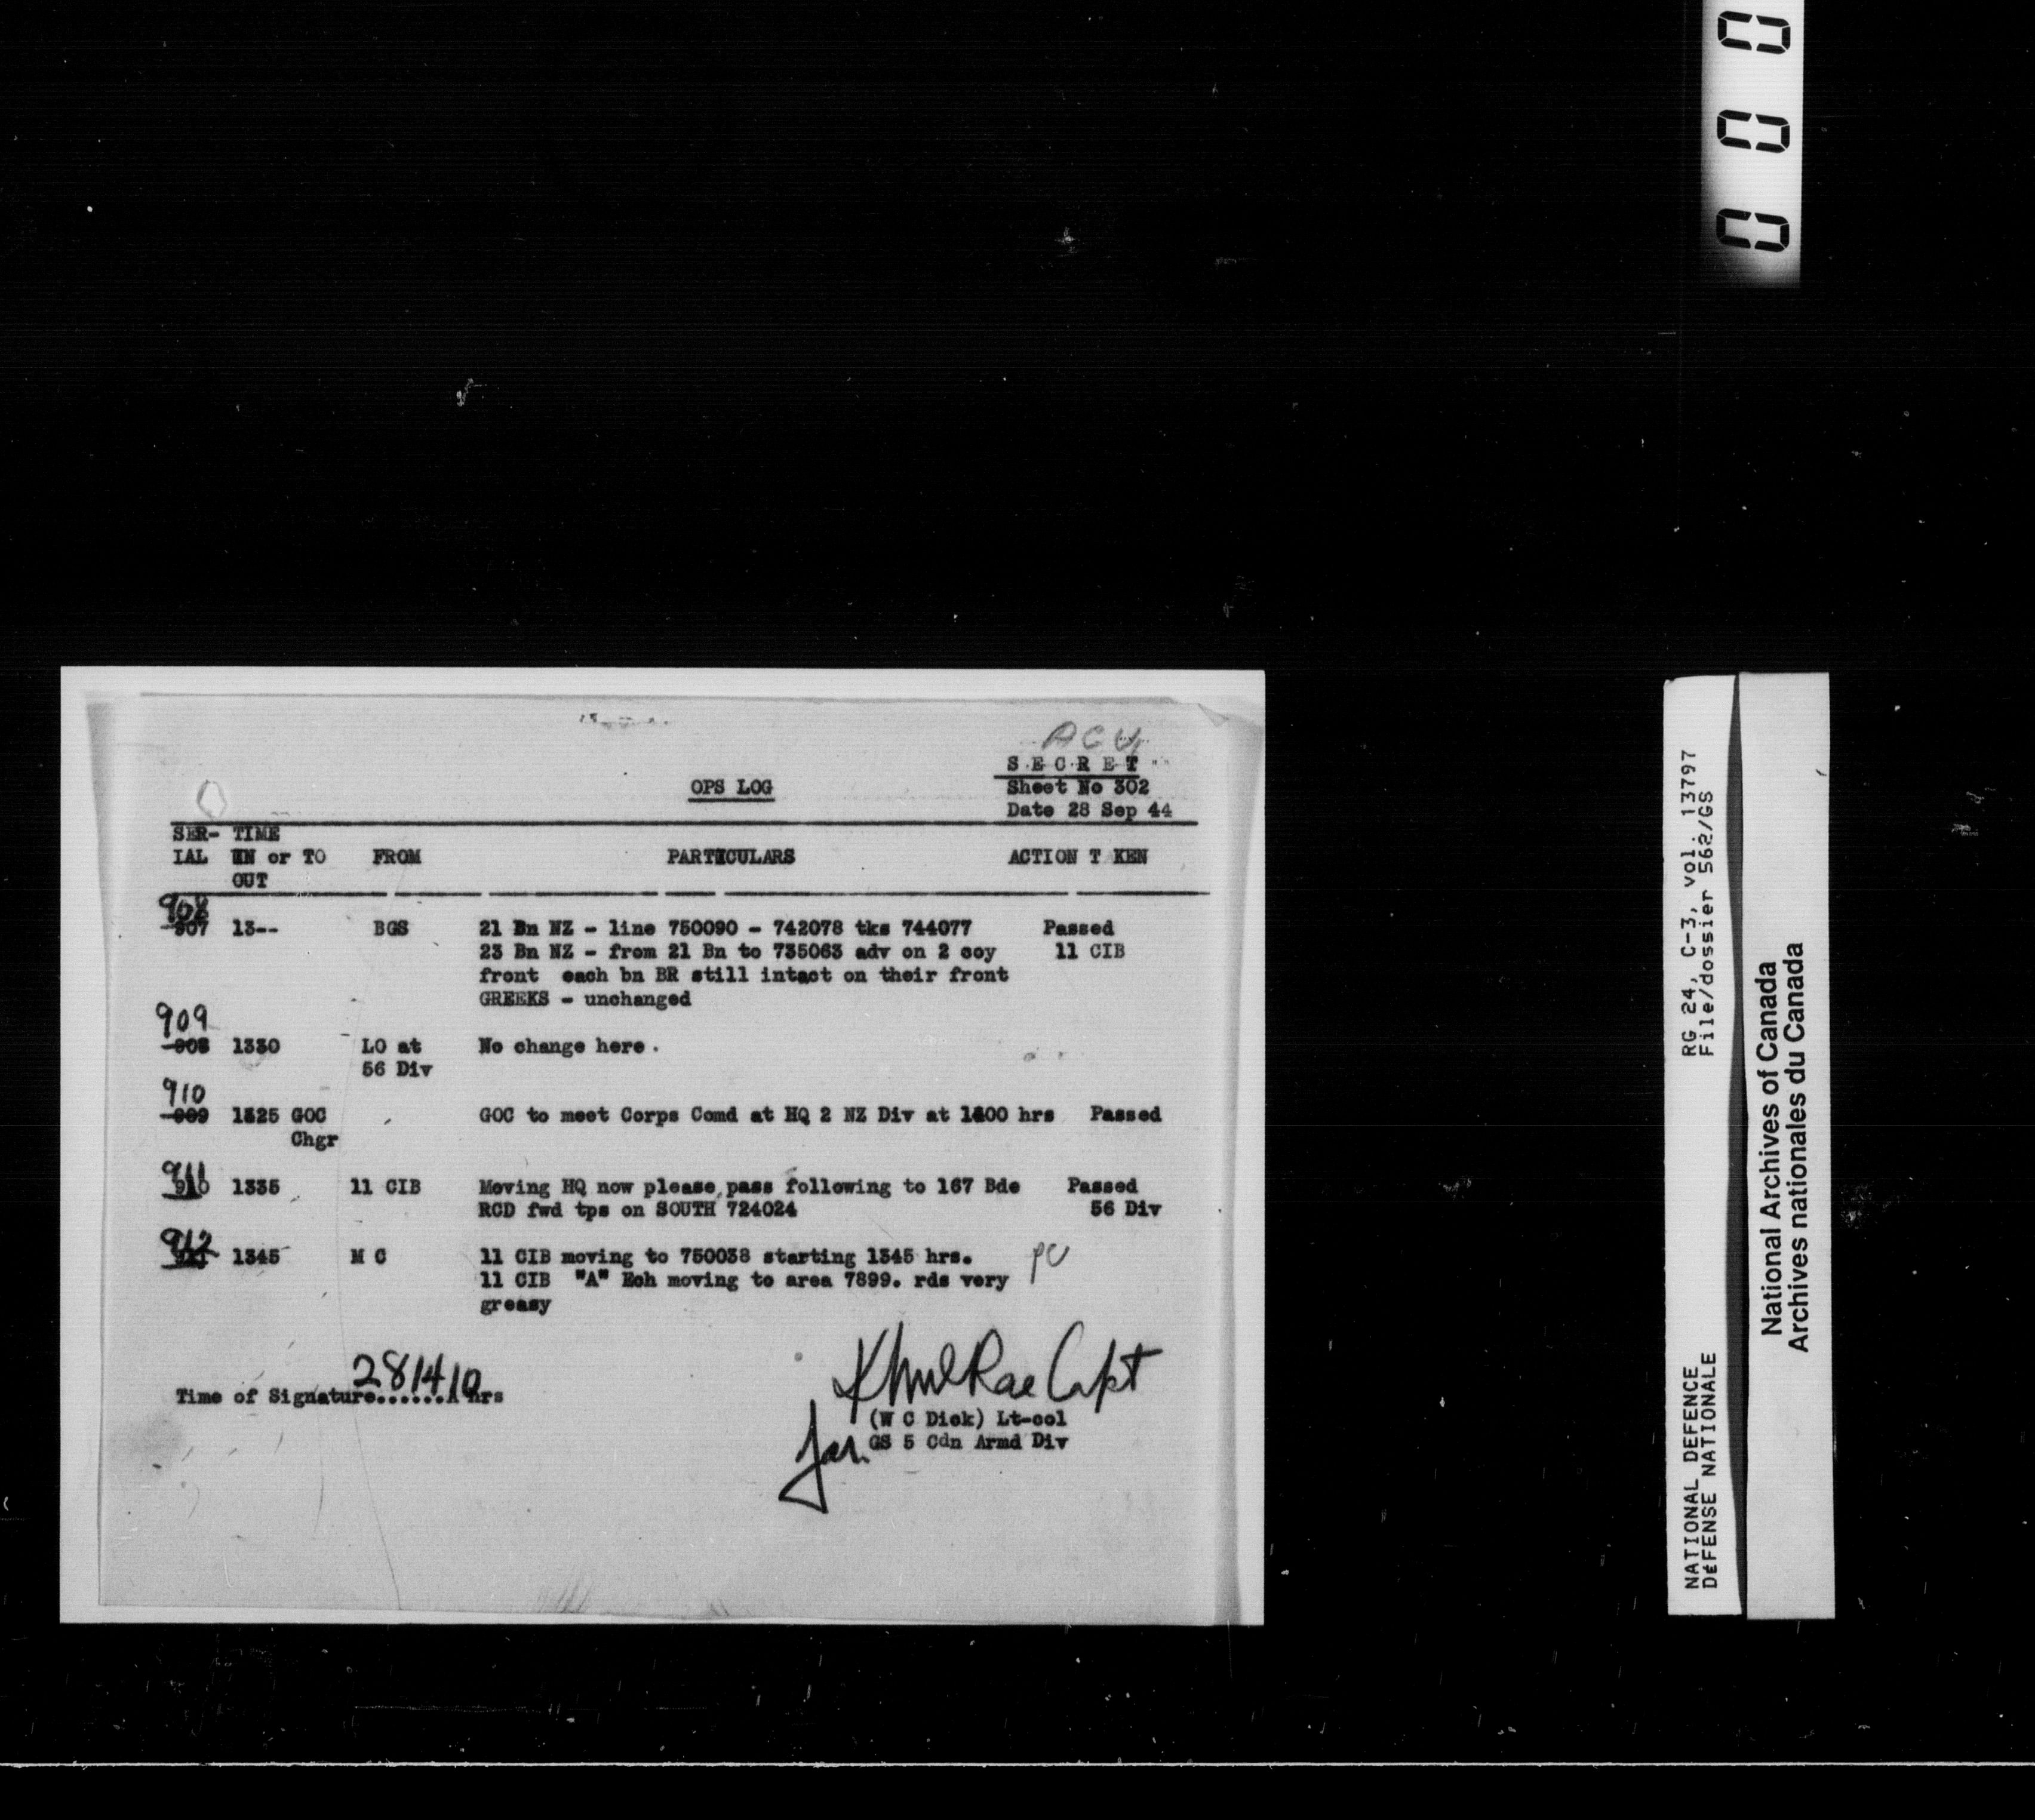 0 0 0
ACU
S E C R E T
OPS LOG
Sheet No 302
Date 28 Sep 44
SER- TIME
IAL IN or TO FROM PARTICULARS ACTION T KEN
OUT
908
907 13-- BGS 21 Bn NZ - line 750090 - 742078 tks 744077 Passed
23 Bn NZ - from 21 Bn to 735063 adv on 2 coy 11 CIB
front each bn BR still intact on their front
GREEKS - unchanged
909
908 1330 LO at No change here .
56 Div
910
909 1325 GOC GOC to meet Corps Comd at HQ 2 NZ Div at 1400 hrs Passed
Chgr
911
910 1335 11 CIB Moving HQ now please pass following to 167 Bde Passed
RCD fwd tps on SOUTH 724024 56 Div
912
911 1345 M C 11 CIB moving to 750038 starting 1345 hrs.
11 CIB "A" Ech moving to area 7899. rds very
greasy
281410
Time of Signature.......A hrs
Capt
(W C Dick) Lt-col
for GS 5 Cdn Armd Div
NATIONAL DEFENCE RG 24, C-3, vol. 13797
DéFENSE NATIONALE File/dossier 562/GS
National Archives of Canada
Archives nationales du Canada